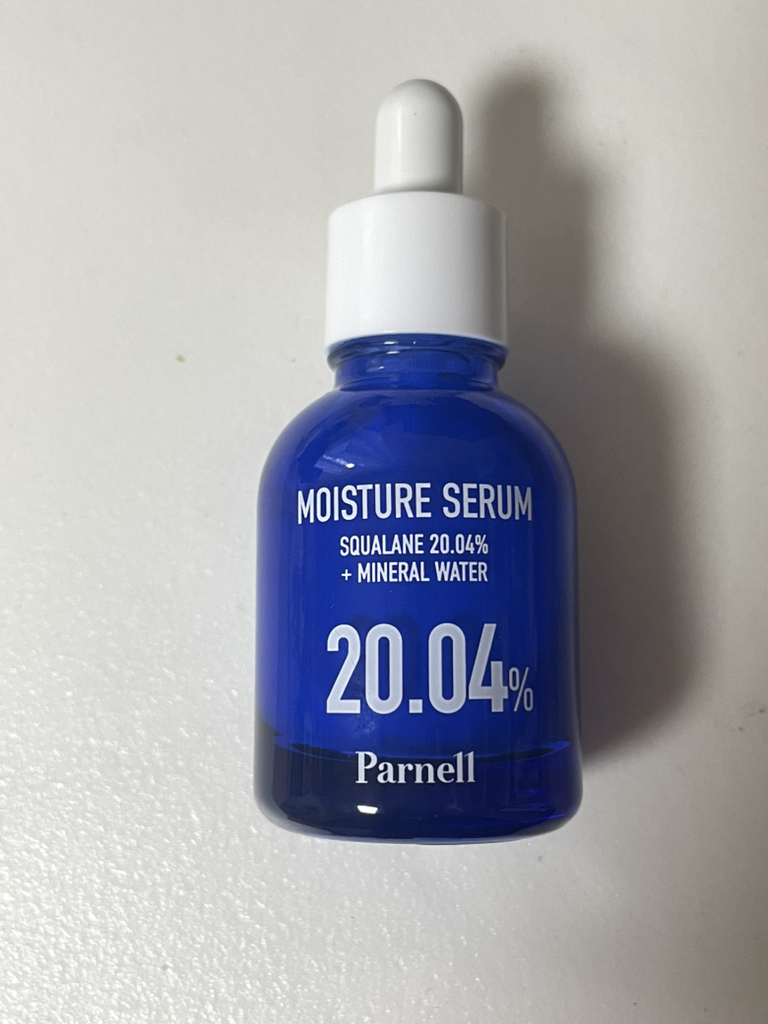 MOISTURE SERUM
SQUALANE 20.04%
+ MINERAL WATER
20.04%
Parnell